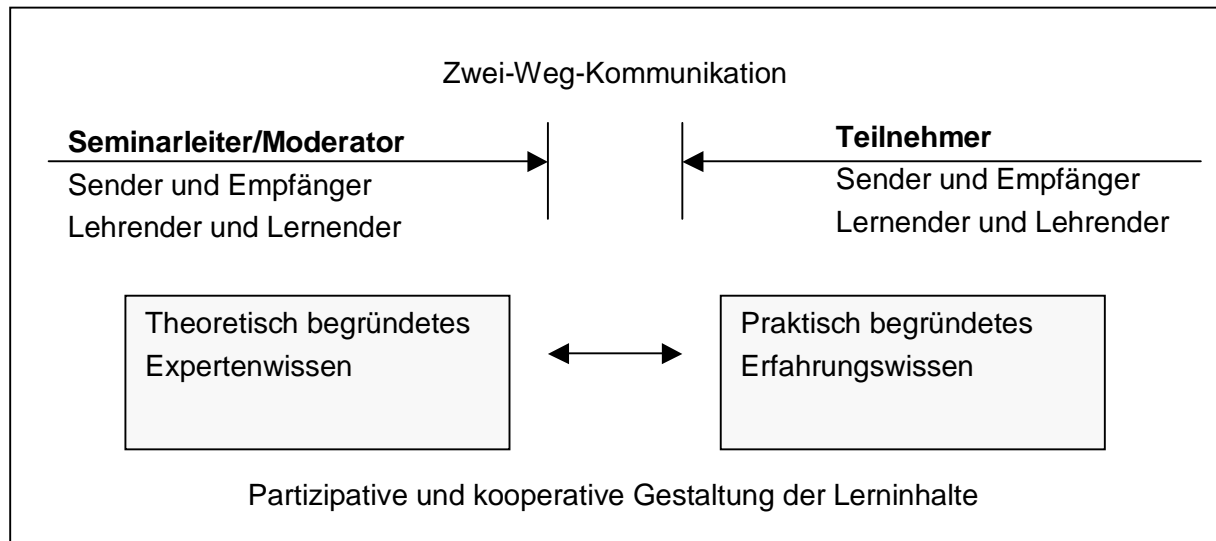 Zwei-Weg-Kommunikation
Seminarleiter/Moderator
Sender und Empfänger
Lehrender und Lernender
Teilnehmer
Sender und Empfänger
Lernender und Lehrender
Theoretisch begründetes
Expertenwissen
Praktisch begründetes
Erfahrungswissen
Partizipative und kooperative Gestaltung der Lerninhalte